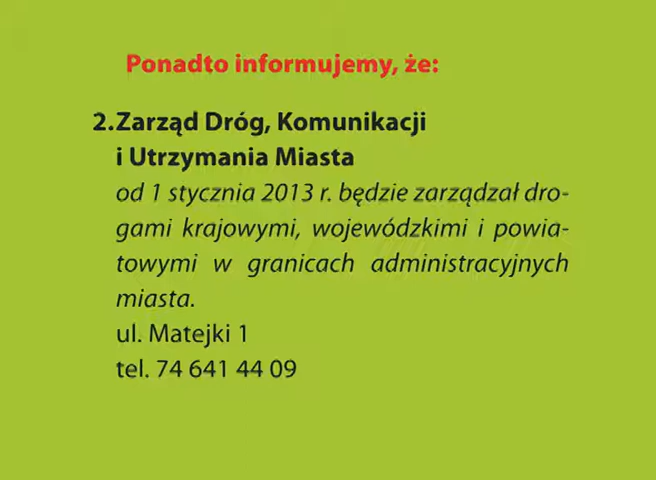 Ponadto informujemy, że:
2.Zarząd Dróg, Komunikacji
i Utrzymania Miasta
od 1 stycznia 2013 r. będzie zarządzał dro-
gami krajowymi, wojewódzkimi i powia-
towymi w granicach administracyjnych
miasta.
ul. Matejki 1
tel. 74 641 44 09